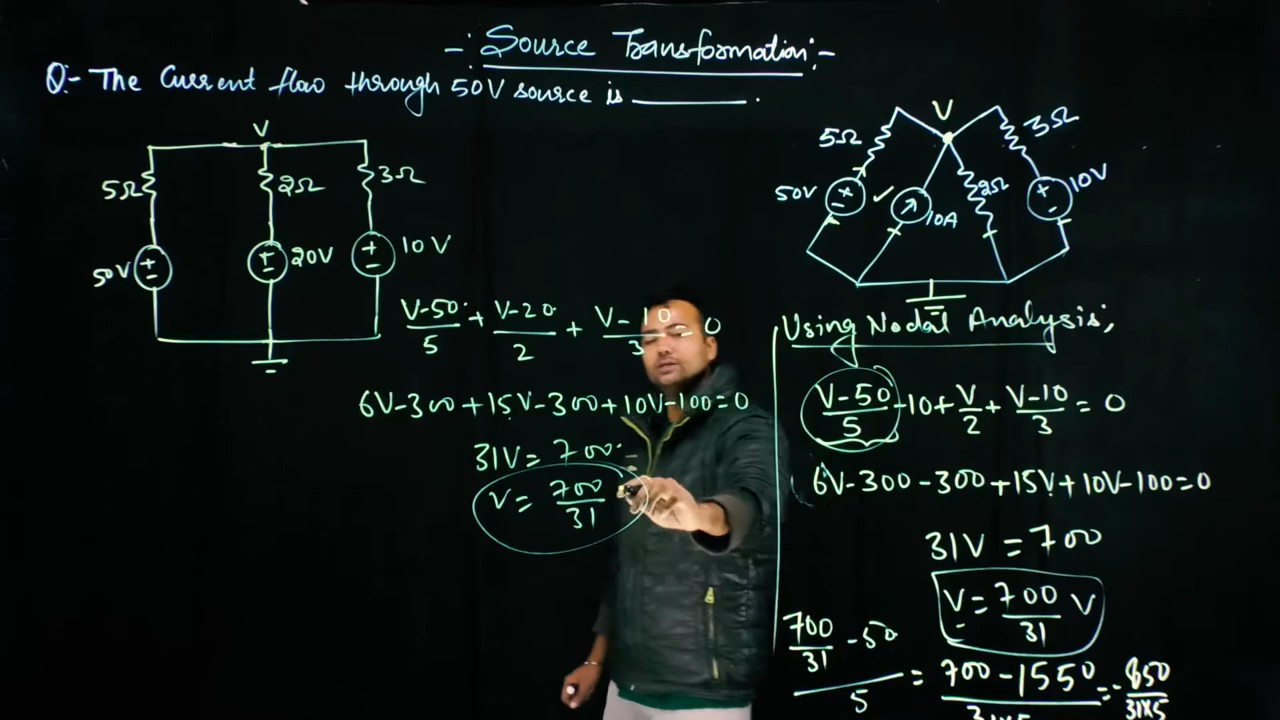 -: Source Transformation:-
Q:- The Current flow through 50V source is ______.
V
5Ω
2Ω
3Ω
50V
20V
10V
V
5Ω
3Ω
50V
10A
2Ω
10V
V-50/5 + V-20/2 + V-10/3 = 0
6V-300+15V-300+10V-100=0
31V = 700
V = 700/31
Using Nodal Analysis,
V-50/5 -10+ V/2 + V-10/3 = 0
6V-300-300+15V+10V-100=0
31V = 700
V = 700/31 V
700/31 - 50 / 5 = 700-1550/31×5 = -850/31×5